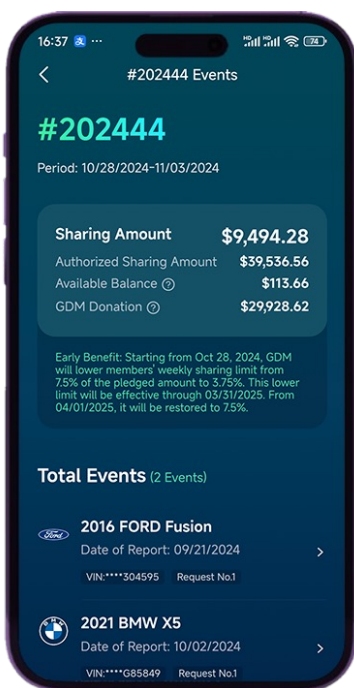 16:37 文 ···
HD HD 74
#202444 Events
#202444
Period: 10/28/2024-11/03/2024
Sharing Amount $9,494.28
Authorized Sharing Amount $39,536.56
Available Balance ? $113.66
GDM Donation ? $29,928.62
Early Benefit: Starting from Oct 28, 2024, GDM
will lower members' weekly sharing limit from
7.5% of the pledged amount to 3.75%. This lower
limit will be effective through 03/31/2025. From
04/01/2025, it will be restored to 7.5%.
Total Events (2 Events)
Ford
2016 FORD Fusion
Date of Report: 09/21/2024
VIN:****304595 Request No.1
BMW
2021 BMW X5
Date of Report: 10/02/2024
VIN:****G85849 Request No.1